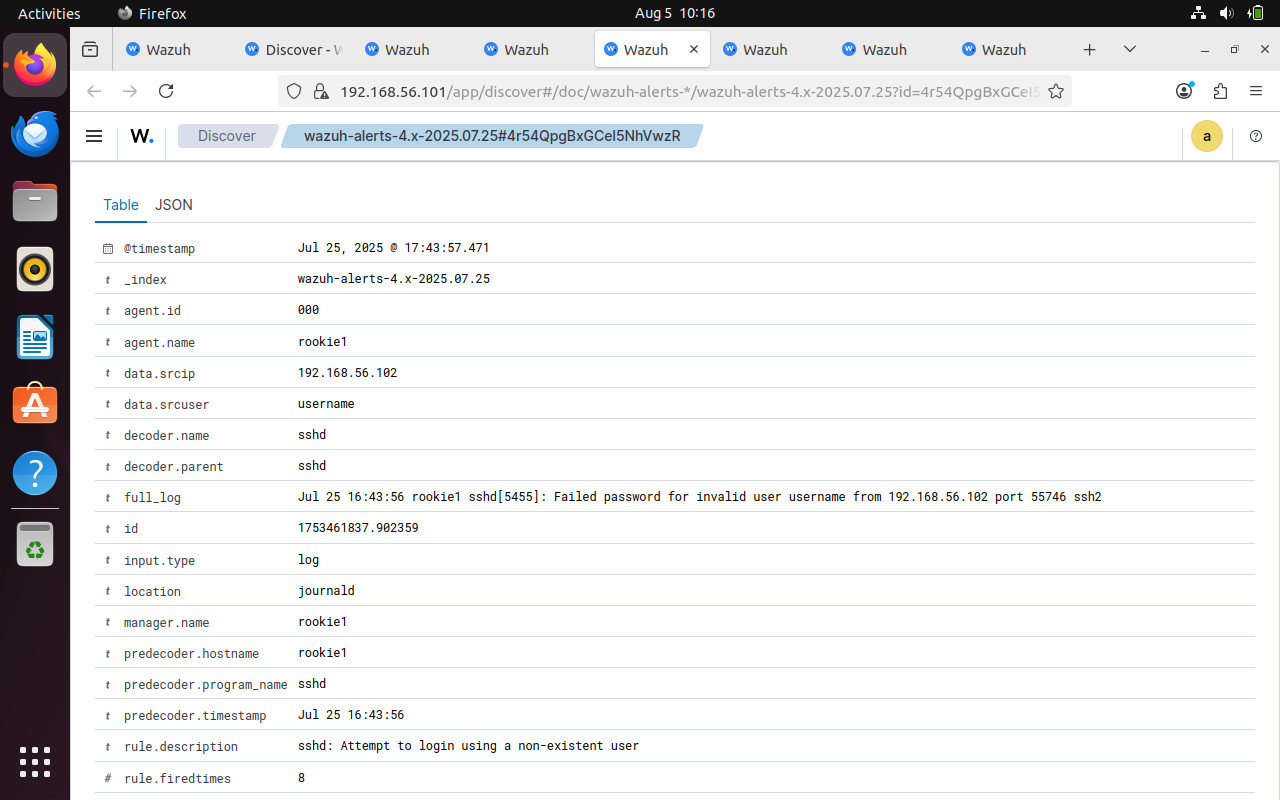 Activities Firefox Aug 5 10:16
Wazuh Discover - W Wazuh Wazuh Wazuh Wazuh Wazuh Wazuh
192.168.56.101/app/discover#/doc/wazuh-alerts-*/wazuh-alerts-4.x-2025.07.25?id=4r54QpgBxGCeI5
W. Discover wazuh-alerts-4.x-2025.07.25#4r54QpgBxGCeI5NhVwzR a
Table JSON
@timestamp Jul 25, 2025 @ 17:43:57.471
t _index wazuh-alerts-4.x-2025.07.25
t agent.id 000
t agent.name rookie1
t data.srcip 192.168.56.102
t data.srcuser username
t decoder.name sshd
t decoder.parent sshd
t full_log Jul 25 16:43:56 rookie1 sshd[5455]: Failed password for invalid user username from 192.168.56.102 port 55746 ssh2
t id 1753461837.902359
t input.type log
t location journald
t manager.name rookie1
t predecoder.hostname rookie1
t predecoder.program_name sshd
t predecoder.timestamp Jul 25 16:43:56
t rule.description sshd: Attempt to login using a non-existent user
# rule.firedtimes 8